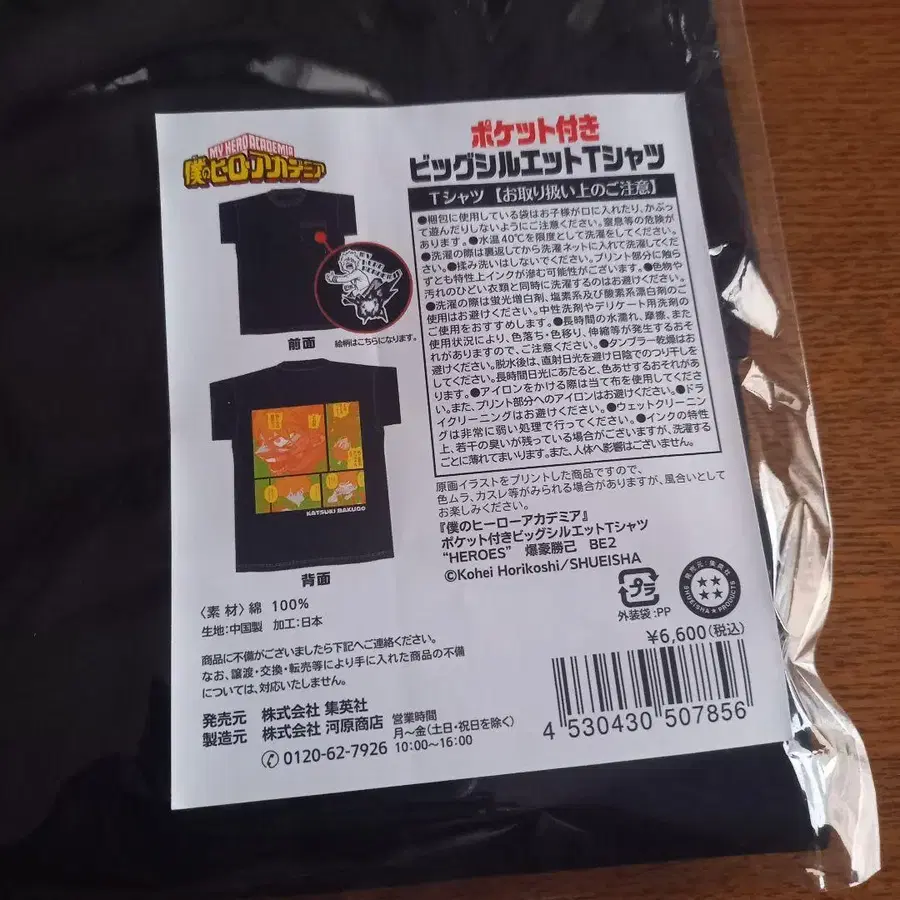 MY HERO ACADEMIA
僕のヒーローアカデミア
前面
絵柄はこちらになります。
KATSUKI BAKUGO
背面
〈素材〉綿 100%
生地:中国製 加工:日本
商品に不備がございましたら下記へご連絡ください。
なお、譲渡・交換・転売等により手に入れた商品の不備
については、対応いたしません。
発売元 株式会社 集英社
製造元 株式会社 河原商店
営業時間
月~金(土日・祝日を除く)
0120-62-7926 10:00~16:00
ポケット付き
ビッグシルエットTシャツ
Tシャツ【お取り扱い上のご注意】
●梱包に使用している袋はお子様が口に入れたり、かぶっ
て遊んだりしないようにご注意ください。窒息等の危険が
あります。●水温40℃を限度として洗濯をしてください。
●洗濯の際は裏返してから洗濯ネットに入れて洗濯してくだ
さい。●揉み洗いはしないでください。プリント部分に触ら
ずとも特性上インクが滲む可能性がございます。●色物や
汚れのひどい衣類と同時に洗濯するのはお避けください。
●洗濯の際は蛍光増白剤、塩素系及び酸素系漂白剤のご
使用はお避けください。中性洗剤やデリケート用洗剤の
ご使用をおすすめします。●長時間の水濡れ、摩擦、また
使用状況により、色落ち・色移り、伸縮等が発生するおそ
れがありますので、ご注意ください。●タンブラー乾燥はお
避けください。脱水後は、直射日光を避け日陰でのつり干しを
してください。長時間日光にあたると、色あせするおそれがあり
ます。●アイロンをかける際は当て布を使用してくださ
い。また、プリント部分へのアイロンはお避けください。●ドラ
イクリーニングはお避けください。●ウェットクリーニン
グは非常に弱い処理で行ってください。●インクの特性
上、若干の臭いが残っている場合がございますが、洗濯する
ごとに薄れてまいります。また、人体へ影響はございません。
原画イラストをプリントした商品ですので、
色ムラ、カスレ等がみられる場合がありますが、風合いとして
お楽しみください。
『僕のヒーローアカデミア』
ポケット付きビッグシルエットTシャツ
"HEROES" 爆豪勝己 BE2
©Kohei Horikoshi/SHUEISHA
プラ
外装袋:PP
発売元/集英社
SHUEISHA PRODUCTS
¥6,600(税込)
4 530430 507856